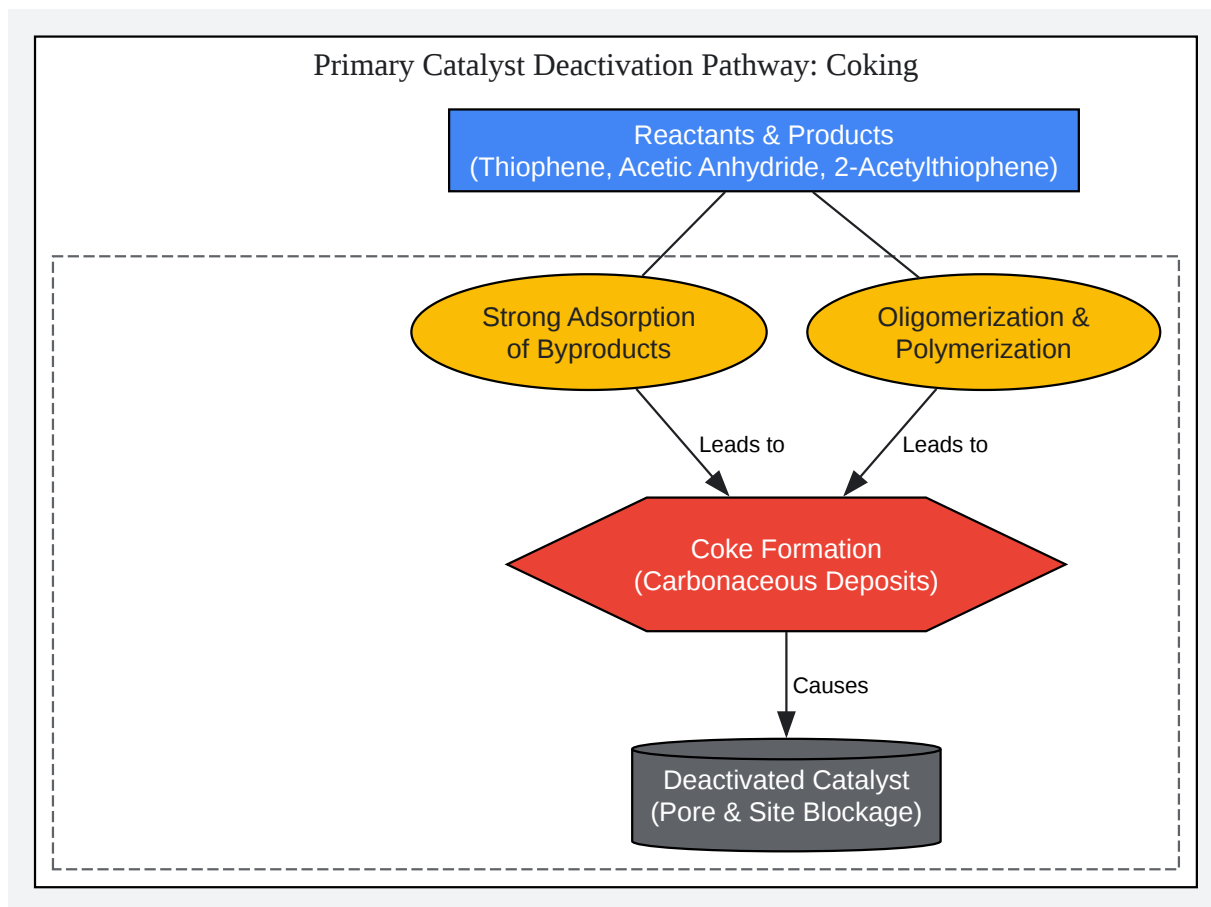 Primary Catalyst Deactivation Pathway: Coking
Reactants & Products
(Thiophene, Acetic Anhydride, 2-Acetylthiophene)
Strong Adsorption
of Byproducts
Oligomerization &
Polymerization
Leads to
Leads to
Coke Formation
(Carbonaceous Deposits)
Causes
Deactivated Catalyst
(Pore & Site Blockage)